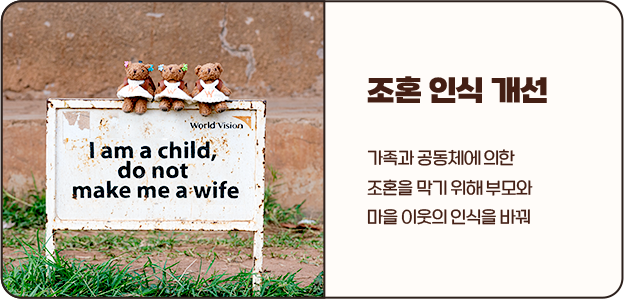 World Vision
I am a child,
do not
make me a wife
조혼 인식 개선
가족과 공동체에 의한
조혼을 막기 위해 부모와
마을 이웃의 인식을 바꿔